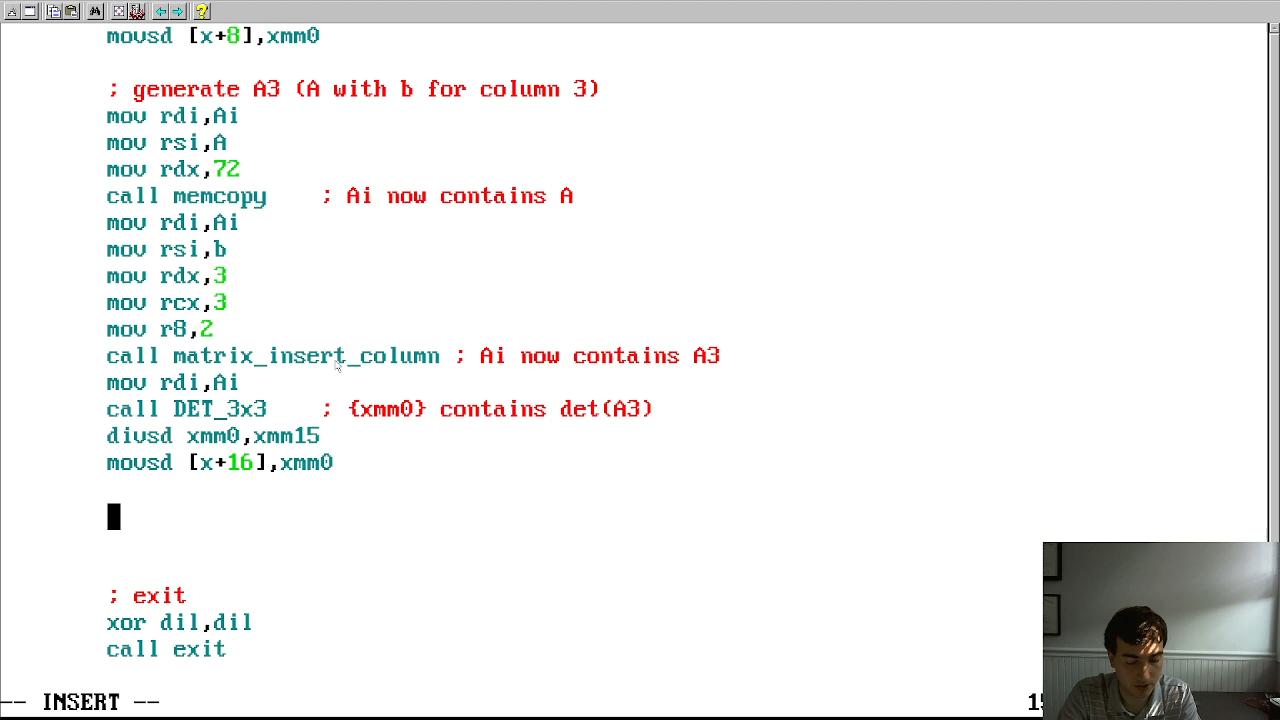 movsd [x+8],xmm0
; generate A3 (A with b for column 3)
mov rdi,Ai
mov rsi,A
mov rdx,72
call memcopy ; Ai now contains A
mov rdi,Ai
mov rsi,b
mov rdx,3
mov rcx,3
mov r8,2
call matrix_insert_column ; Ai now contains A3
mov rdi,Ai
call DET_3x3 ; {xmm0} contains det(A3)
divsd xmm0,xmm15
movsd [x+16],xmm0
; exit
xor dil,dil
call exit
-- INSERT --